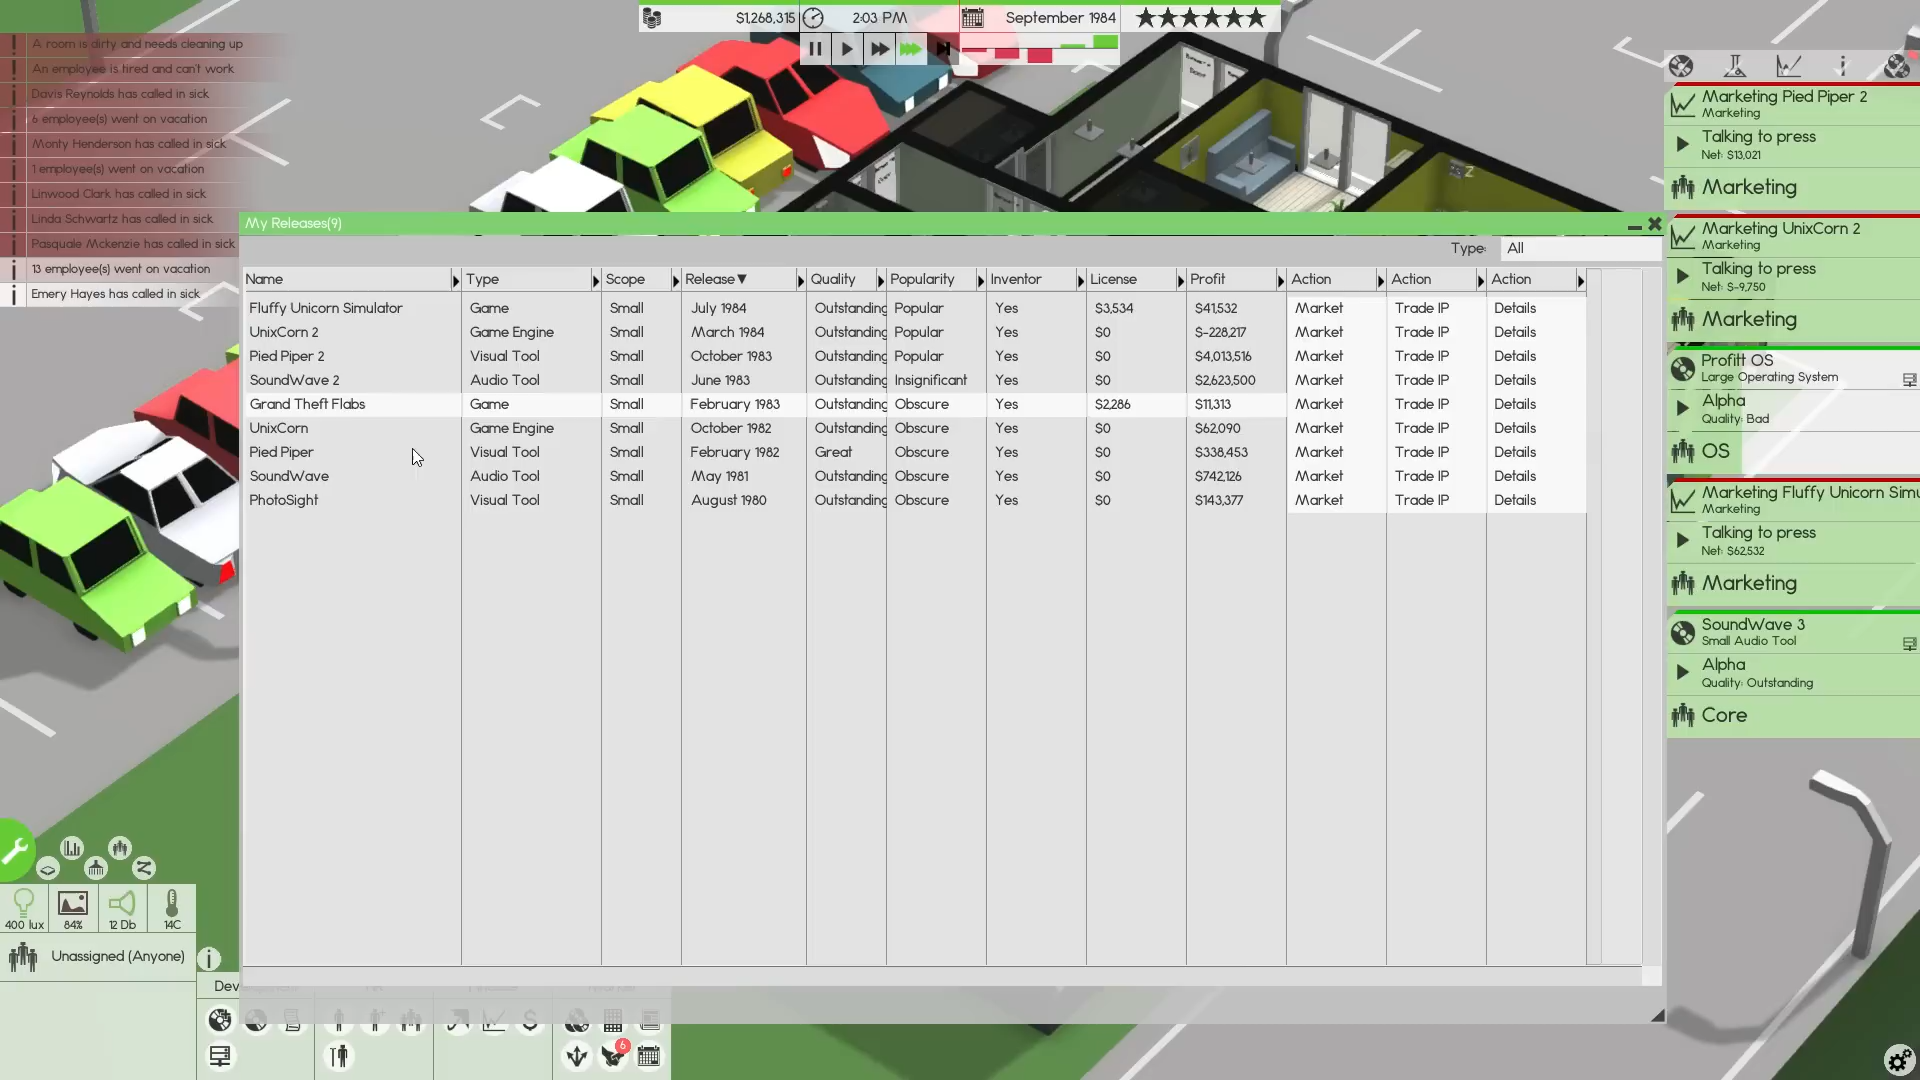 $1,268,315
2:03 PM
September 1984
A room is dirty and needs cleaning up
An employee is tired and can't work
Davis Reynolds has called in sick
6 employee(s) went on vacation
Monty Henderson has called in sick
1 employee(s) went on vacation
Linwood Clark has called in sick
Linda Schwartz has called in sick
Pasquale Mckenzie has called in sick
13 employee(s) went on vacation
Emery Hayes has called in sick
My Releases(9)
Type: All
Name Type Scope Release▼ Quality Popularity Inventor License Profit Action Action Action
Fluffy Unicorn Simulator Game Small July 1984 Outstanding Popular Yes $3,534 $41,532 Market Trade IP Details
UnixCorn 2 Game Engine Small March 1984 Outstanding Popular Yes $0 $-228,217 Market Trade IP Details
Pied Piper 2 Visual Tool Small October 1983 Outstanding Popular Yes $0 $4,013,516 Market Trade IP Details
SoundWave 2 Audio Tool Small June 1983 Outstanding Insignificant Yes $0 $2,623,500 Market Trade IP Details
Grand Theft Flabs Game Small February 1983 Outstanding Obscure Yes $2,286 $11,313 Market Trade IP Details
UnixCorn Game Engine Small October 1982 Outstanding Obscure Yes $0 $62,090 Market Trade IP Details
Pied Piper Visual Tool Small February 1982 Great Obscure Yes $0 $338,453 Market Trade IP Details
SoundWave Audio Tool Small May 1981 Outstanding Obscure Yes $0 $742,126 Market Trade IP Details
PhotoSight Visual Tool Small August 1980 Outstanding Obscure Yes $0 $143,377 Market Trade IP Details
Marketing Pied Piper 2
Marketing
Talking to press
Net: $13,021
Marketing
Marketing UnixCorn 2
Marketing
Talking to press
Net: $-9,750
Marketing
Profitt OS
Large Operating System
Alpha
Quality: Bad
OS
Marketing Fluffy Unicorn Simu
Marketing
Talking to press
Net: $62,532
Marketing
SoundWave 3
Small Audio Tool
Alpha
Quality: Outstanding
Core
400 lux 84% 12 Db 14C
Unassigned (Anyone)
Dev
6